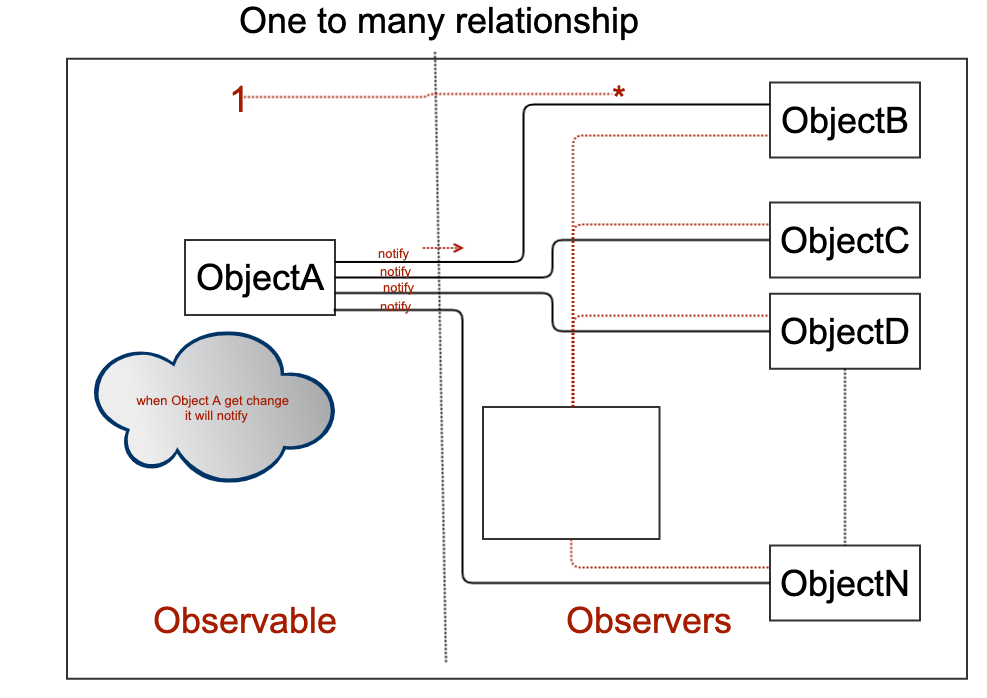 One to many relationship
1
*
ObjectB
ObjectC
notify
notify
notify
notify
ObjectA
ObjectD
when Object A get change
it will notify
ObjectN
Observable
Observers